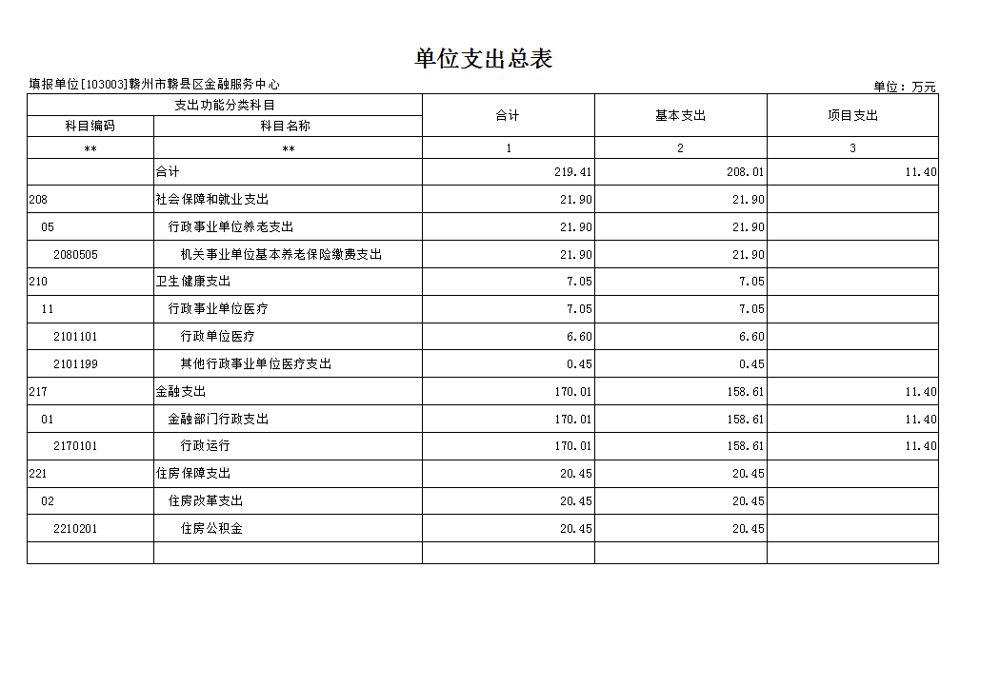 单位支出总表
填报单位[103003]赣州市赣县区金融服务中心 单位：万元
支出功能分类科目 合计 基本支出 项目支出
科目编码 科目名称
** ** 1 2 3
合计 219.41 208.01 11.40
208 社会保障和就业支出 21.90 21.90
05 行政事业单位养老支出 21.90 21.90
2080505 机关事业单位基本养老保险缴费支出 21.90 21.90
210 卫生健康支出 7.05 7.05
11 行政事业单位医疗 7.05 7.05
2101101 行政单位医疗 6.60 6.60
2101199 其他行政事业单位医疗支出 0.45 0.45
217 金融支出 170.01 158.61 11.40
01 金融部门行政支出 170.01 158.61 11.40
2170101 行政运行 170.01 158.61 11.40
221 住房保障支出 20.45 20.45
02 住房改革支出 20.45 20.45
2210201 住房公积金 20.45 20.45